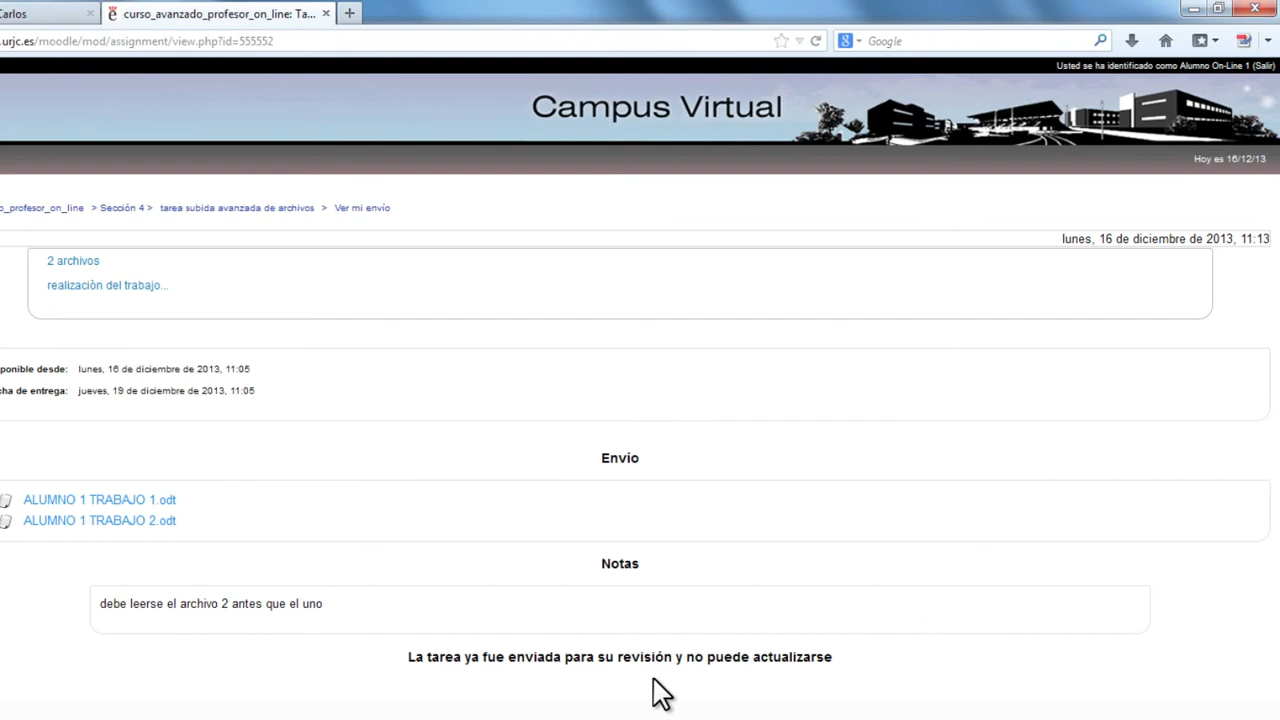 Carlos
curso_avanzado_profesor_on_line: Ta...
.urjc.es/moodle/mod/assignment/view.php?id=555552
Google
Usted se ha identificado como Alumno On-Line 1 (Salir)
Campus Virtual
Hoy es 16/12/13
o_profesor_on_line > Sección 4 > tarea subida avanzada de archivos > Ver mi envío
lunes, 16 de diciembre de 2013, 11:13
2 archivos
realizaciòn del trabajo...
ponible desde: lunes, 16 de diciembre de 2013, 11:05
cha de entrega: jueves, 19 de diciembre de 2013, 11:05
Envío
ALUMNO 1 TRABAJO 1.odt
ALUMNO 1 TRABAJO 2.odt
Notas
debe leerse el archivo 2 antes que el uno
La tarea ya fue enviada para su revisión y no puede actualizarse